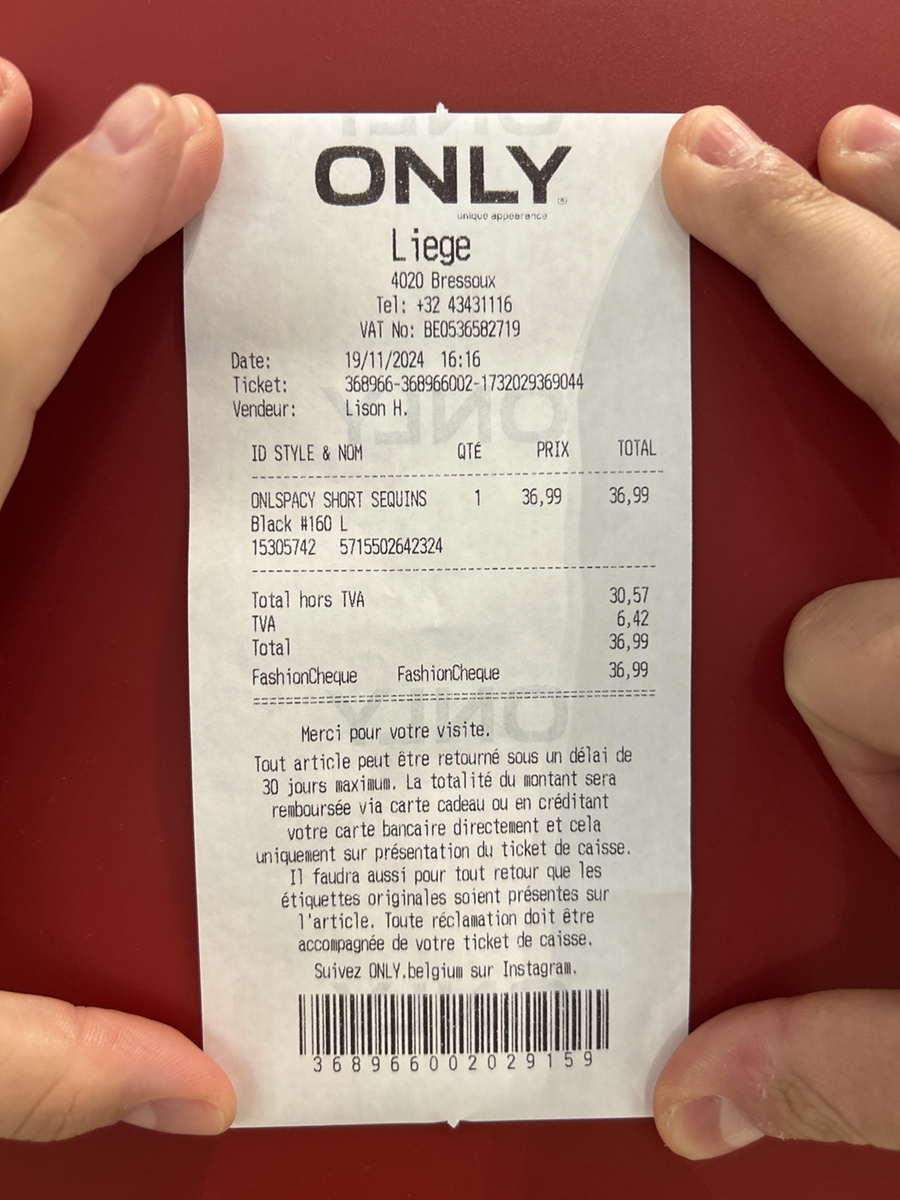 ONLY®
unique appearance
Liege
4020 Bressoux
Tel: +32 43431116
VAT No: BE0536582719
Date: 19/11/2024 16:16
Ticket: 368966-368966002-1732029369044
Vendeur: Lison H.
ID STYLE & NOM QTÉ PRIX TOTAL
ONLSPACY SHORT SEQUINS 1 36,99 36,99
Black #160 L
15305742 5715502642324
Total hors TVA 30,57
TVA 6,42
Total 36,99
FashionCheque FashionCheque 36,99
Merci pour votre visite.
Tout article peut être retourné sous un délai de
30 jours maximum. La totalité du montant sera
remboursée via carte cadeau ou en créditant
votre carte bancaire directement et cela
uniquement sur présentation du ticket de caisse.
Il faudra aussi pour tout retour que les
étiquettes originales soient présentes sur
l'article. Toute réclamation doit être
accompagnée de votre ticket de caisse.
Suivez ONLY.belgium sur Instagram.
368966002029159